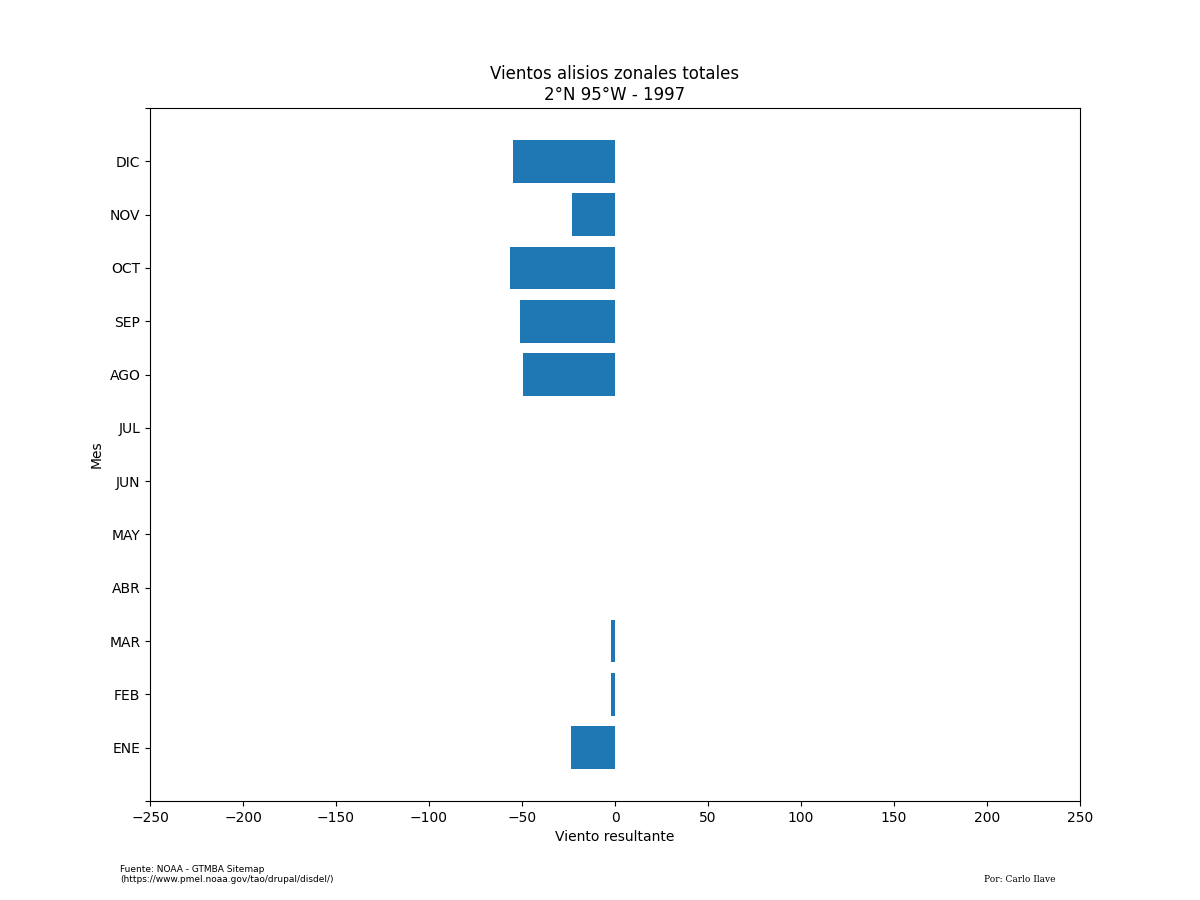 Vientos alisios zonales totales
2°N 95°W - 1997
DIC
NOV
OCT
SEP
AGO
JUL
JUN
MAY
ABR
MAR
FEB
ENE
Mes
−250 −200 −150 −100 −50 0 50 100 150 200 250
Viento resultante
Fuente: NOAA - GTMBA Sitemap
(https://www.pmel.noaa.gov/tao/drupal/disdel/)
Por: Carlo Ilave